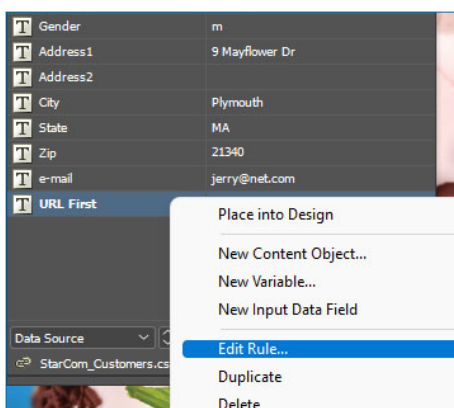 T Gender m
T Address1 9 Mayflower Dr
T Address2
T City Plymouth
T State MA
T Zip 21340
T e-mail jerry@net.com
T URL First
Place into Design
New Content Object...
New Variable...
New Input Data Field
Data Source
Edit Rule...
StarCom_Customers.cs
Duplicate
Delete